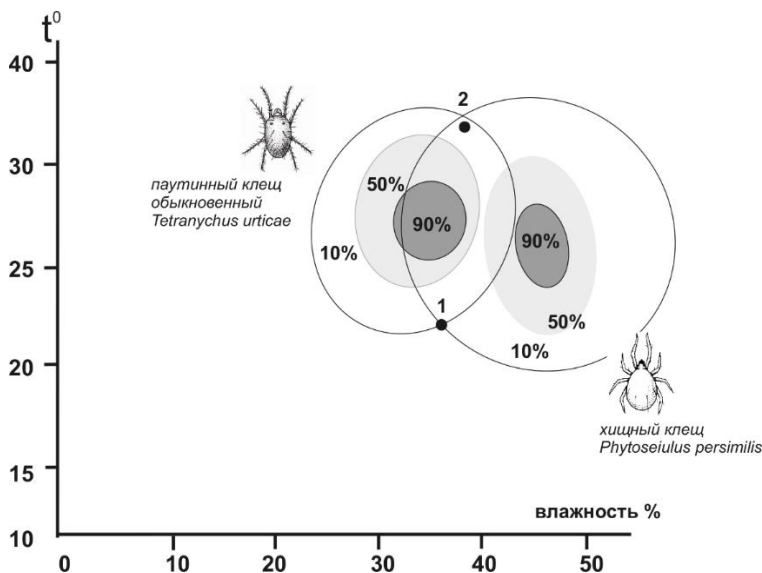 t⁰
40
30
25
20
15
10
0
10
20
30
40
50
влажность %
паутинный клещ
обыкновенный
Tetranychus urticae
10%
50%
90%
2
1
90%
50%
10%
хищный клещ
Phytoseiulus persimilis